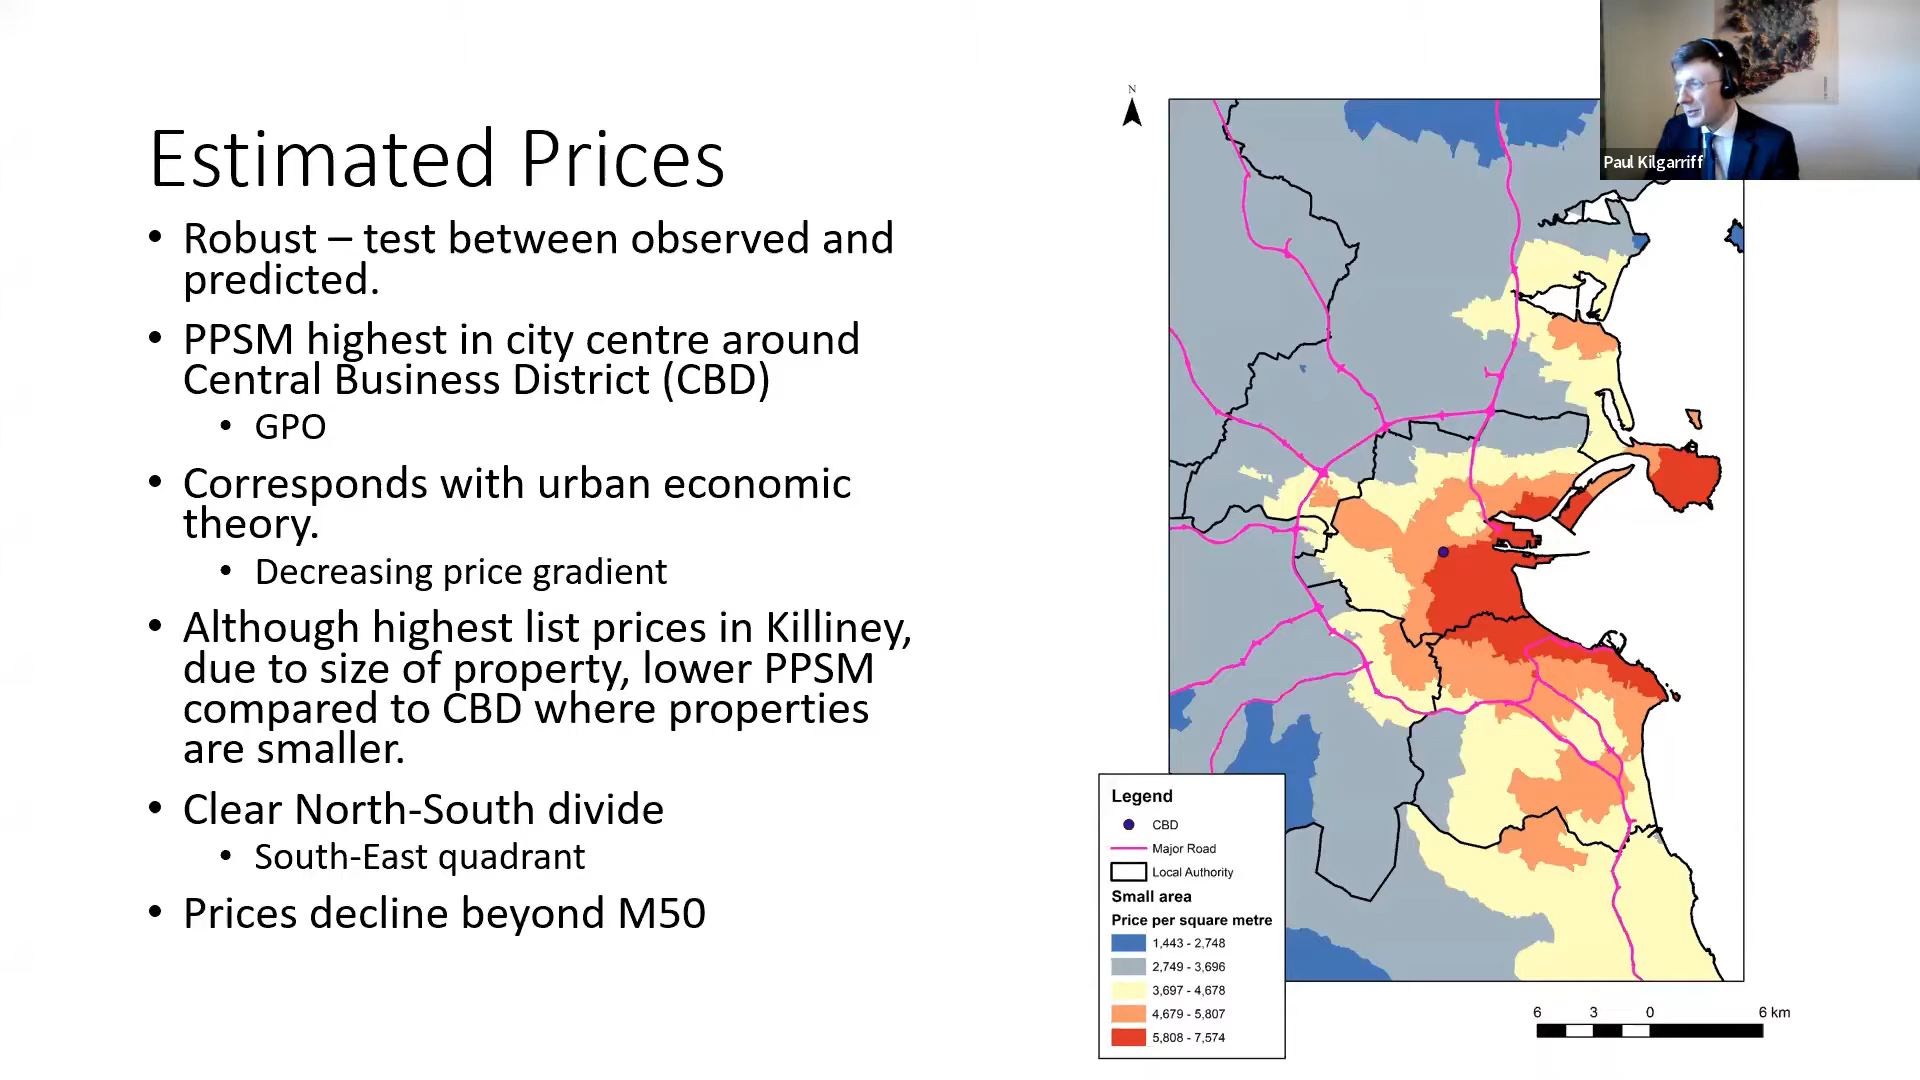 Estimated Prices
• Robust – test between observed and
predicted.
• PPSM highest in city centre around
Central Business District (CBD)
• GPO
• Corresponds with urban economic
theory.
• Decreasing price gradient
• Although highest list prices in Killiney,
due to size of property, lower PPSM
compared to CBD where properties
are smaller.
• Clear North-South divide
• South-East quadrant
• Prices decline beyond M50
N
Paul Kilgarriff
Legend
CBD
Major Road
Local Authority
Small area
Price per square metre
1,443 - 2,748
2,749 - 3,696
3,697 - 4,678
4,679 - 5,807
5,808 - 7,574
6 3 0 6 km